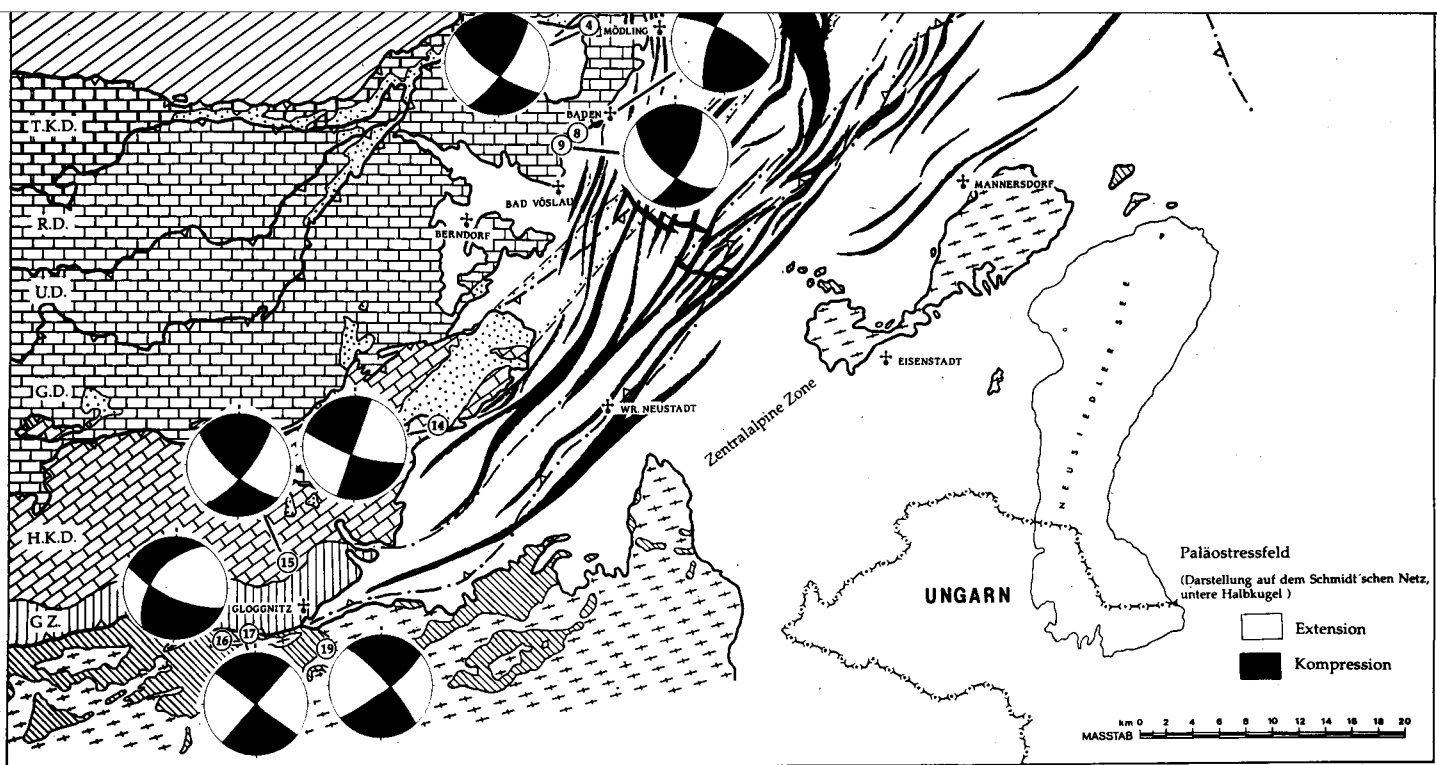 4
MÖDLING
T.K.D.
BADEN
8
9
BAD VÖSLAU
MANNERSDORF
R.D.
BERNDORF
U.D.
NEUSIEDLER SEE
EISENSTADT
G.D.
WR. NEUSTADT
14
Zentralalpine Zone
H.K.D.
15
Paläostressfeld
(Darstellung auf dem Schmidt'schen Netz,
untere Halbkugel )
UNGARN
GLOGGNITZ
G.Z.
16
17
19
Extension
Kompression
km 0 2 4 6 8 10 12 14 16 18 20
MASSTAB